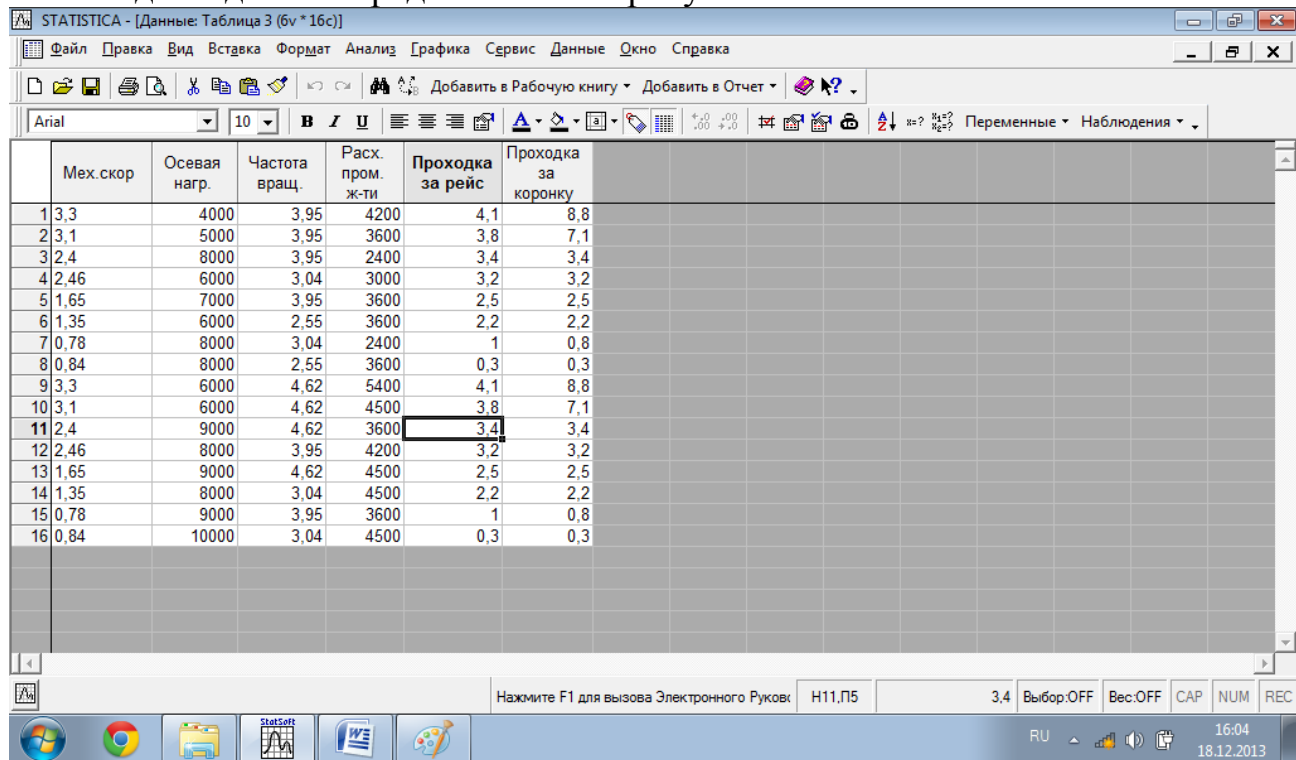 STATISTICA - [Данные: Таблица 3 (6v * 16c)]
Файл Правка Вид Вставка Формат Анализ Графика Сервис Данные Окно Справка
Добавить в Рабочую книгу Добавить в Отчет
Arial 10 B I U Переменные Наблюдения
Мех.скор Осевая нагр. Частота вращ. Расх. пром. ж-ти Проходка за рейс Проходка за коронку
1 3,3 4000 3,95 4200 4,1 8,8
2 3,1 5000 3,95 3600 3,8 7,1
3 2,4 8000 3,95 2400 3,4 3,4
4 2,46 6000 3,04 3000 3,2 3,2
5 1,65 7000 3,95 3600 2,5 2,5
6 1,35 6000 2,55 3600 2,2 2,2
7 0,78 8000 3,04 2400 1 0,8
8 0,84 8000 2,55 3600 0,3 0,3
9 3,3 6000 4,62 5400 4,1 8,8
10 3,1 6000 4,62 4500 3,8 7,1
11 2,4 9000 4,62 3600 3,4 3,4
12 2,46 8000 3,95 4200 3,2 3,2
13 1,65 9000 4,62 4500 2,5 2,5
14 1,35 8000 3,04 4500 2,2 2,2
15 0,78 9000 3,95 3600 1 0,8
16 0,84 10000 3,04 4500 0,3 0,3
Нажмите F1 для вызова Электронного Руковс Н11,П5 3,4 Выбор:OFF Вес:OFF CAP NUM REC
StatSoft
RU 16:04
18.12.2013